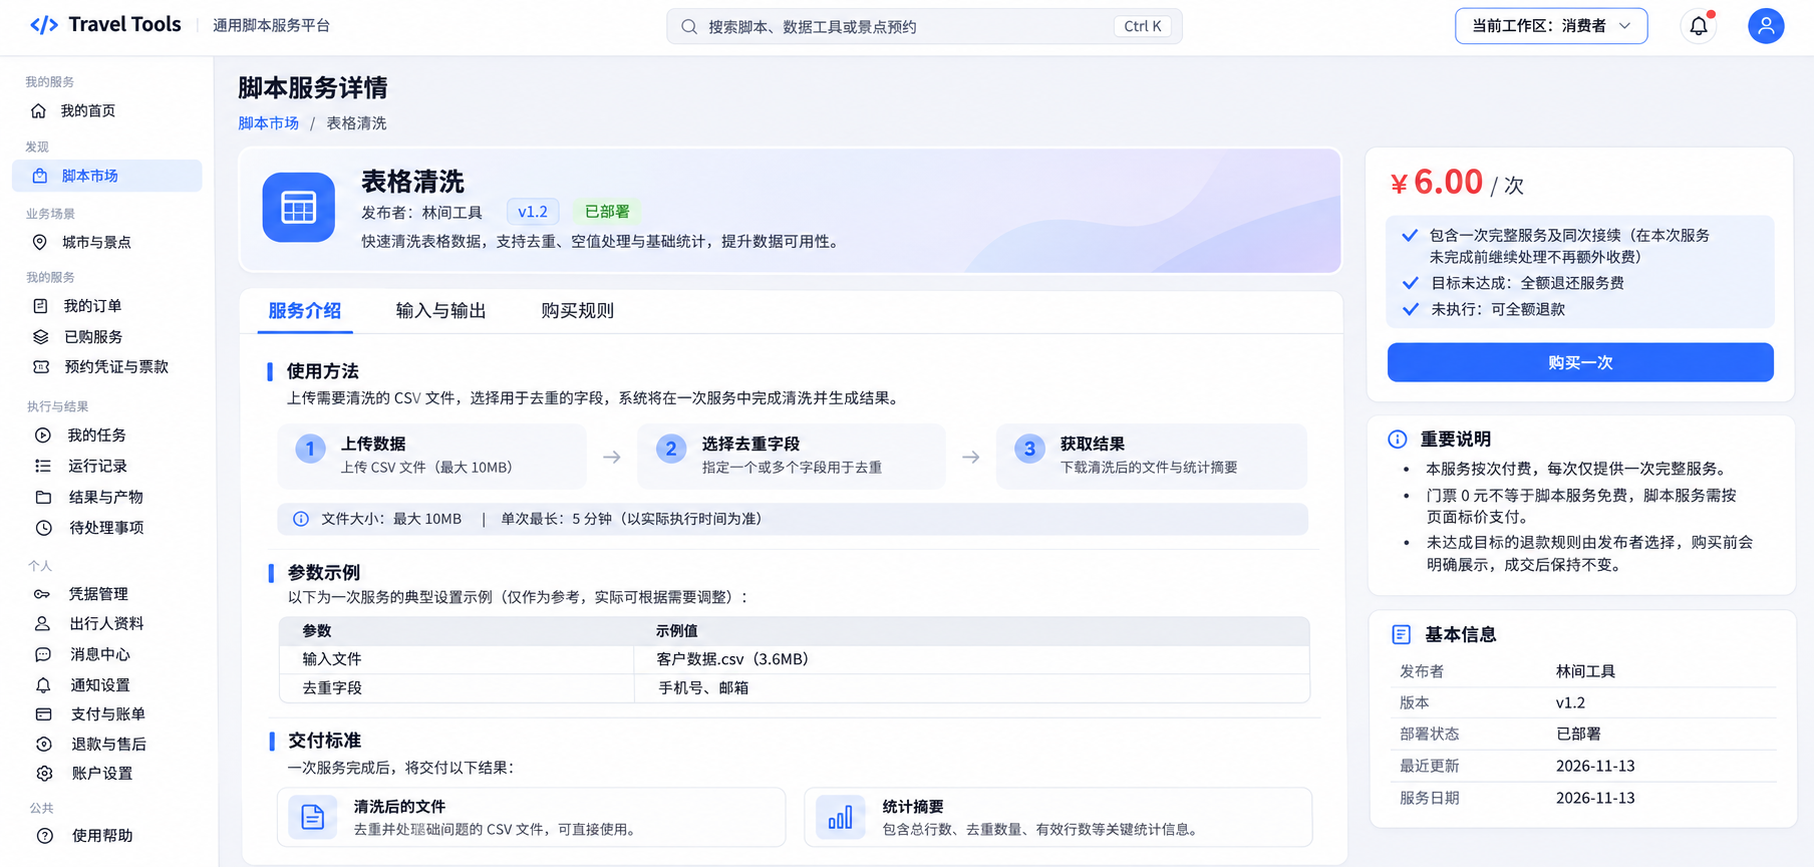 Travel Tools
通用脚本服务平台
搜索脚本、数据工具或景点预约
Ctrl K
当前工作区：消费者
我的服务
我的首页
发现
脚本市场
业务场景
城市与景点
我的服务
我的订单
已购服务
预约凭证与票款
执行与结果
我的任务
运行记录
结果与产物
待处理事项
个人
凭据管理
出行人资料
消息中心
通知设置
支付与账单
退款与售后
账户设置
公共
使用帮助
脚本服务详情
脚本市场 / 表格清洗
表格清洗
发布者：林间工具 v1.2 已部署
快速清洗表格数据，支持去重、空值处理与基础统计，提升数据可用性。
服务介绍 输入与输出 购买规则
使用方法
上传需要清洗的 CSV 文件，选择用于去重的字段，系统将在一次服务中完成清洗并生成结果。
1 上传数据
上传 CSV 文件（最大 10MB）
2 选择去重字段
指定一个或多个字段用于去重
3 获取结果
下载清洗后的文件与统计摘要
文件大小：最大 10MB | 单次最长：5 分钟（以实际执行时间为准）
参数示例
以下为一次服务的典型设置示例（仅作为参考，实际可根据需要调整）：
参数 示例值
输入文件 客户数据.csv（3.6MB）
去重字段 手机号、邮箱
交付标准
一次服务完成后，将交付以下结果：
清洗后的文件
去重并处理 的 CSV 文件，可直接使用。
统计摘要
包含总行数、去重数量、有效行数等关键统计信息。
¥ 6.00 / 次
包含一次完整服务及同次接续（在本次服务
未完成前继续处理不再额外收费）
目标未达成：全额退还服务费
未执行：可全额退款
购买一次
重要说明
• 本服务按次付费，每次仅提供一次完整服务。
• 门票 0 元不等于脚本服务免费，脚本服务需按
页面标价支付。
• 未达成目标的退款规则由发布者选择，购买前会
明确展示，成交后保持不变。
基本信息
发布者 林间工具
版本 v1.2
部署状态 已部署
最近更新 2026-11-13
服务日期 2026-11-13